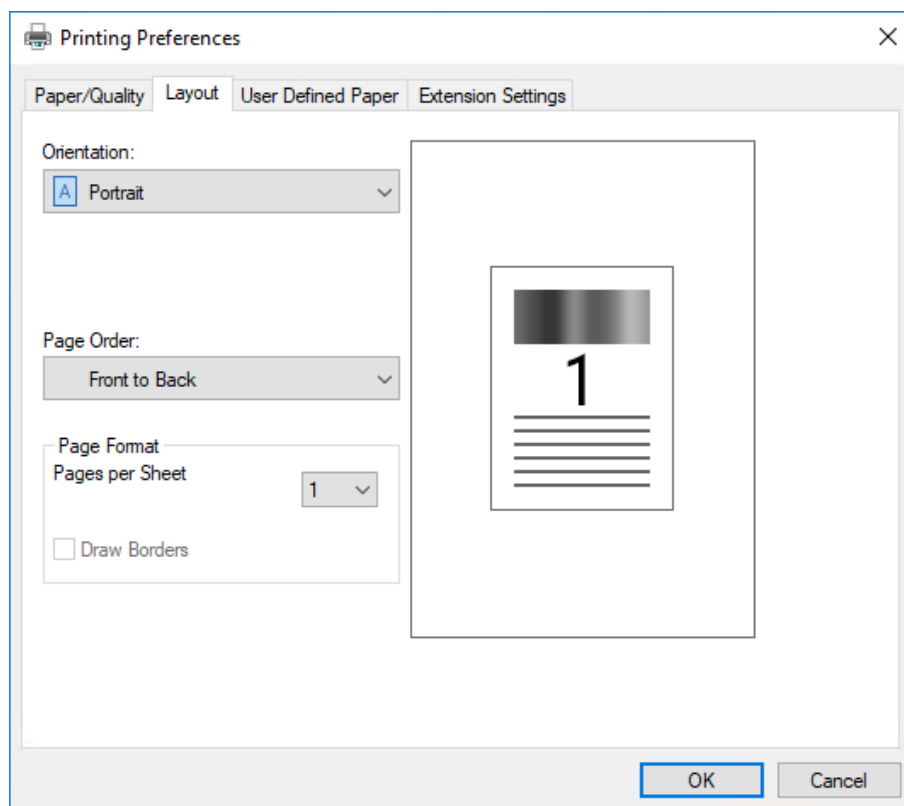 Printing Preferences
Paper/Quality Layout User Defined Paper Extension Settings
Orientation:
A Portrait
Page Order:
Front to Back
Page Format
Pages per Sheet
1
Draw Borders
1
OK Cancel